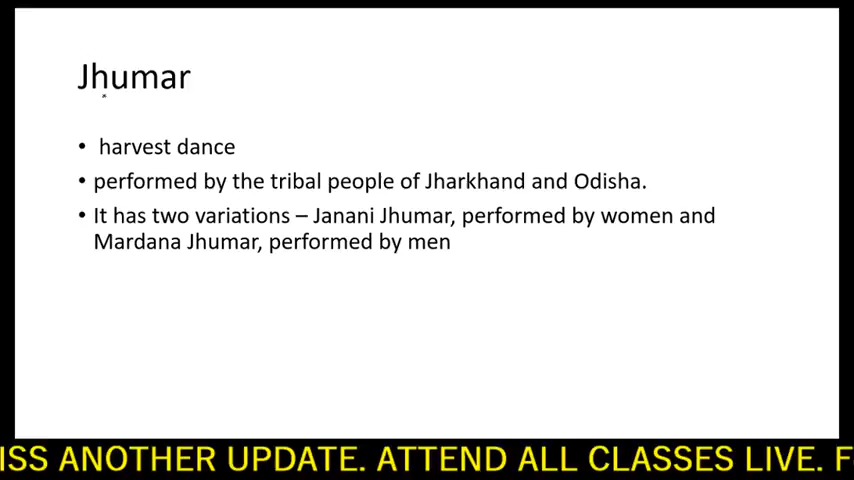 Jhumar
• harvest dance
• performed by the tribal people of Jharkhand and Odisha.
• It has two variations – Janani Jhumar, performed by women and
Mardana Jhumar, performed by men
ISS ANOTHER UPDATE. ATTEND ALL CLASSES LIVE. F